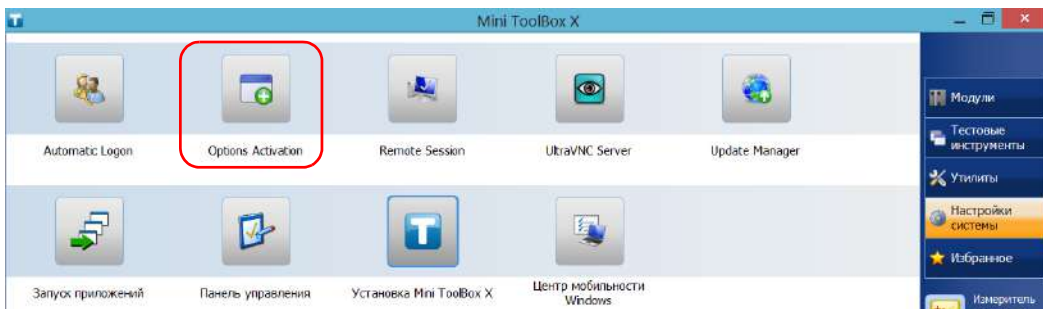 Mini ToolBox X
Automatic Logon
Options Activation
Remote Session
UltraVNC Server
Update Manager
Запуск приложений
Панель управления
Установка Mini ToolBox X
Центр мобильности
Windows
Модули
Тестовые
инструменты
Утилиты
Настройки
системы
Избранное
Измеритель